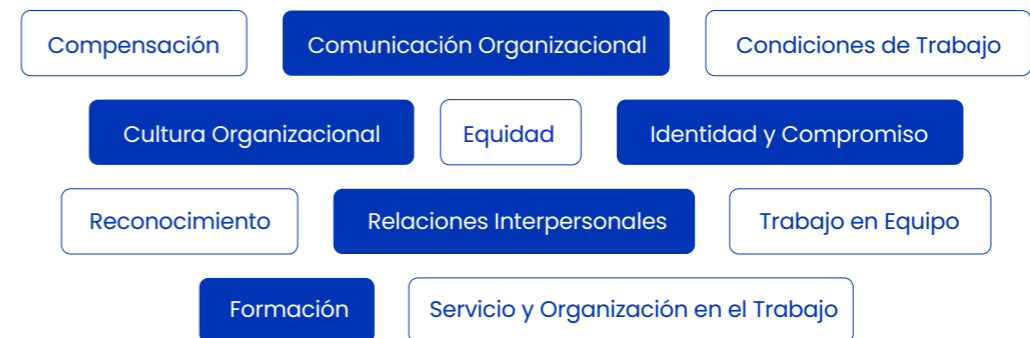 Compensación
Comunicación Organizacional
Condiciones de Trabajo
Cultura Organizacional
Equidad
Identidad y Compromiso
Reconocimiento
Relaciones Interpersonales
Trabajo en Equipo
Formación
Servicio y Organización en el Trabajo